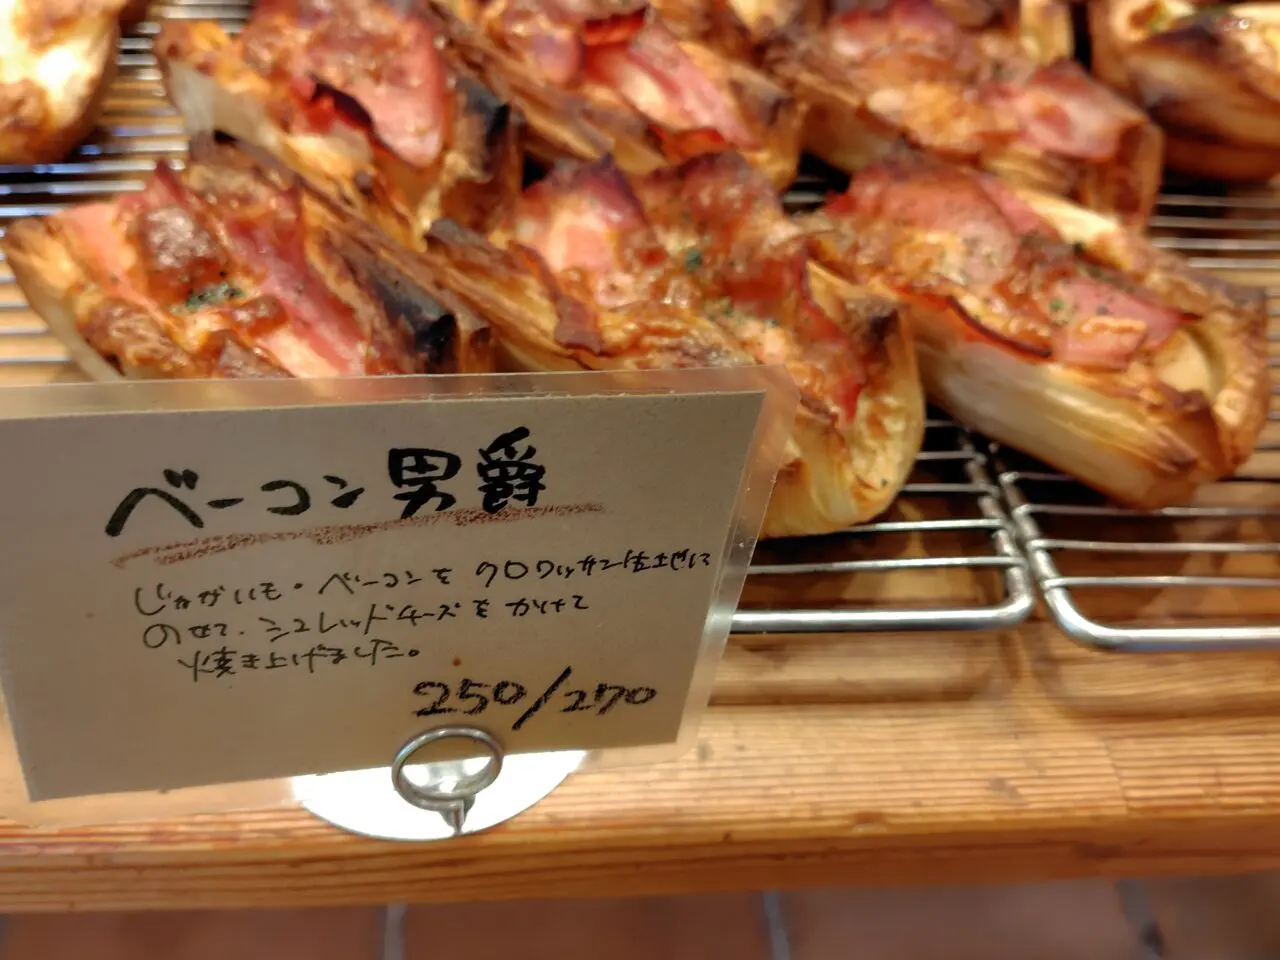 ベーコン男爵
じゃがいも・ベーコンをクロワッサン生地に
のせて、シュレッドチーズをかけて
焼き上げました。
250/270